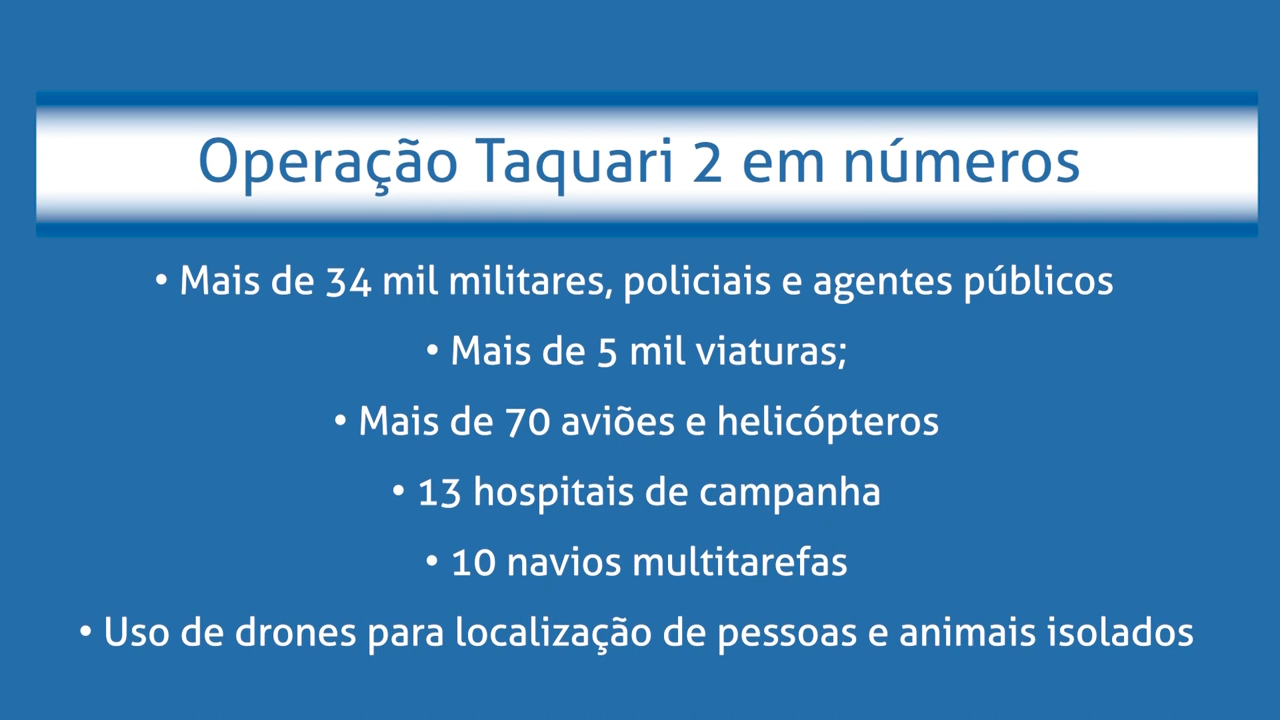 Operação Taquari 2 em números
• Mais de 34 mil militares, policiais e agentes públicos
• Mais de 5 mil viaturas;
• Mais de 70 aviões e helicópteros
• 13 hospitais de campanha
• 10 navios multitarefas
• Uso de drones para localização de pessoas e animais isolados